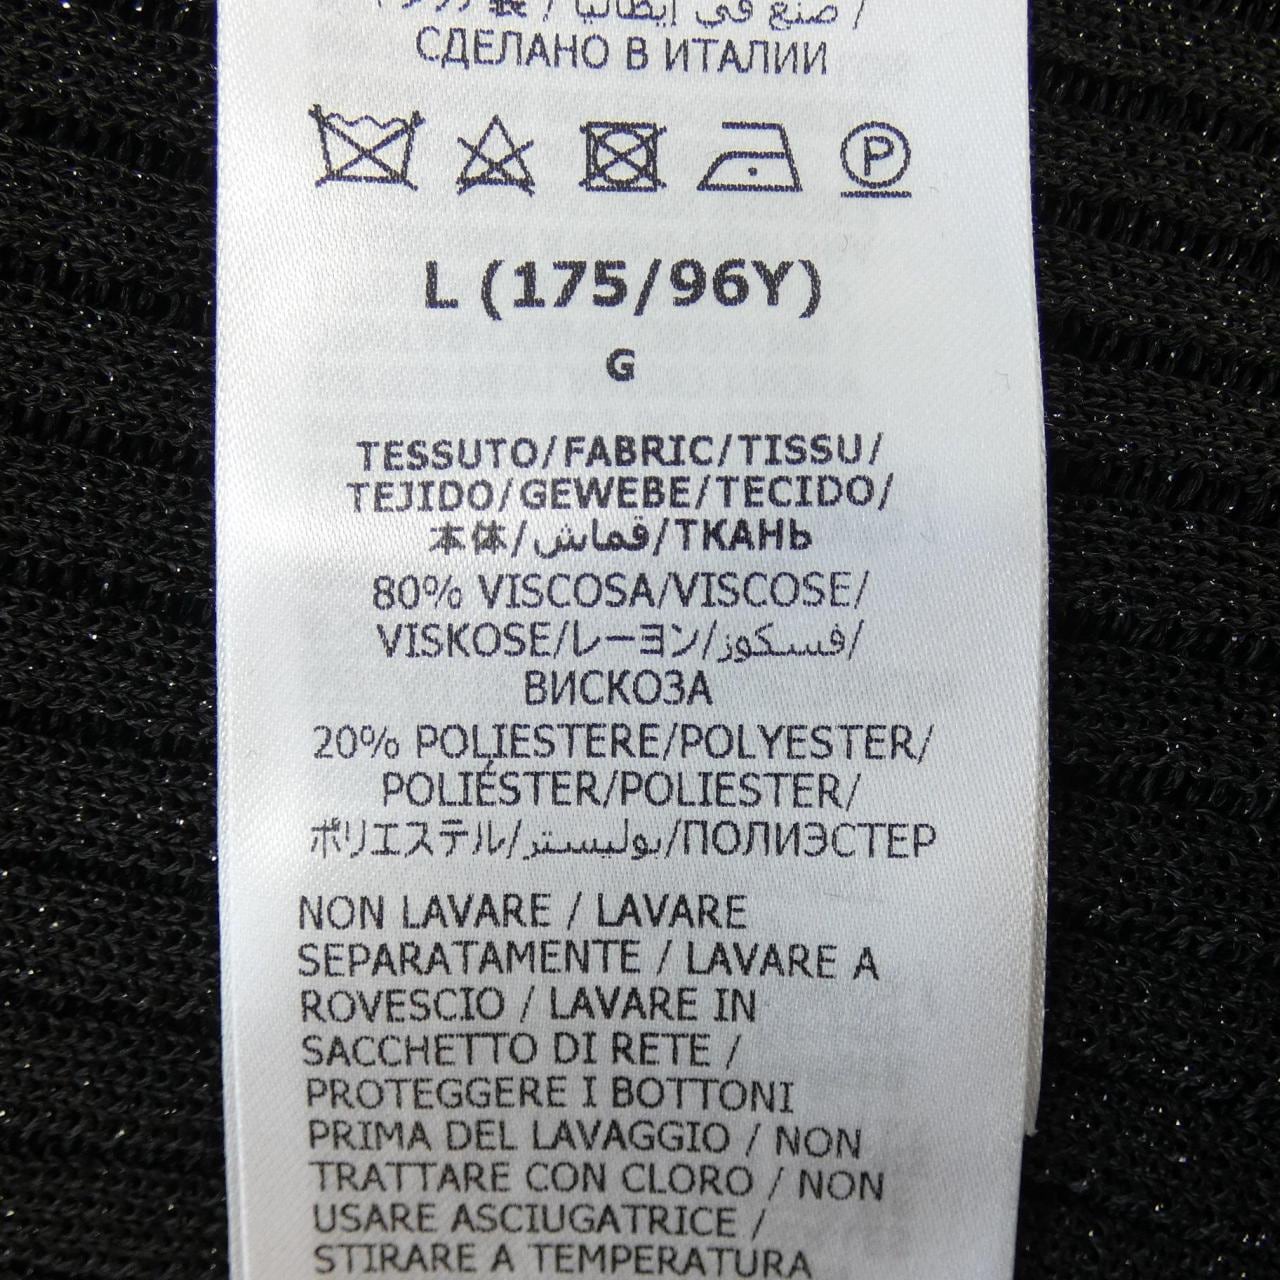 / صنع في إيطاليا /
СДЕЛАНО В ИТАЛИИ
P
L (175/96Y)
G
TESSUTO/FABRIC/TISSU/
TEJIDO/GEWEBE/TECIDO/
本体/قماش/ТКАНЬ
80% VISCOSA/VISCOSE/
VISKOSE/レーヨン/فسكوز/
ВИСКОЗА
20% POLIESTERE/POLYESTER/
POLIÉSTER/POLIESTER/
ポリエステル/بوليستر/ПОЛИЭСТЕР
NON LAVARE / LAVARE
SEPARATAMENTE / LAVARE A
ROVESCIO / LAVARE IN
SACCHETTO DI RETE /
PROTEGGERE I BOTTONI
PRIMA DEL LAVAGGIO / NON
TRATTARE CON CLORO / NON
USARE ASCIUGATRICE /
STIRARE A TEMPERATURA